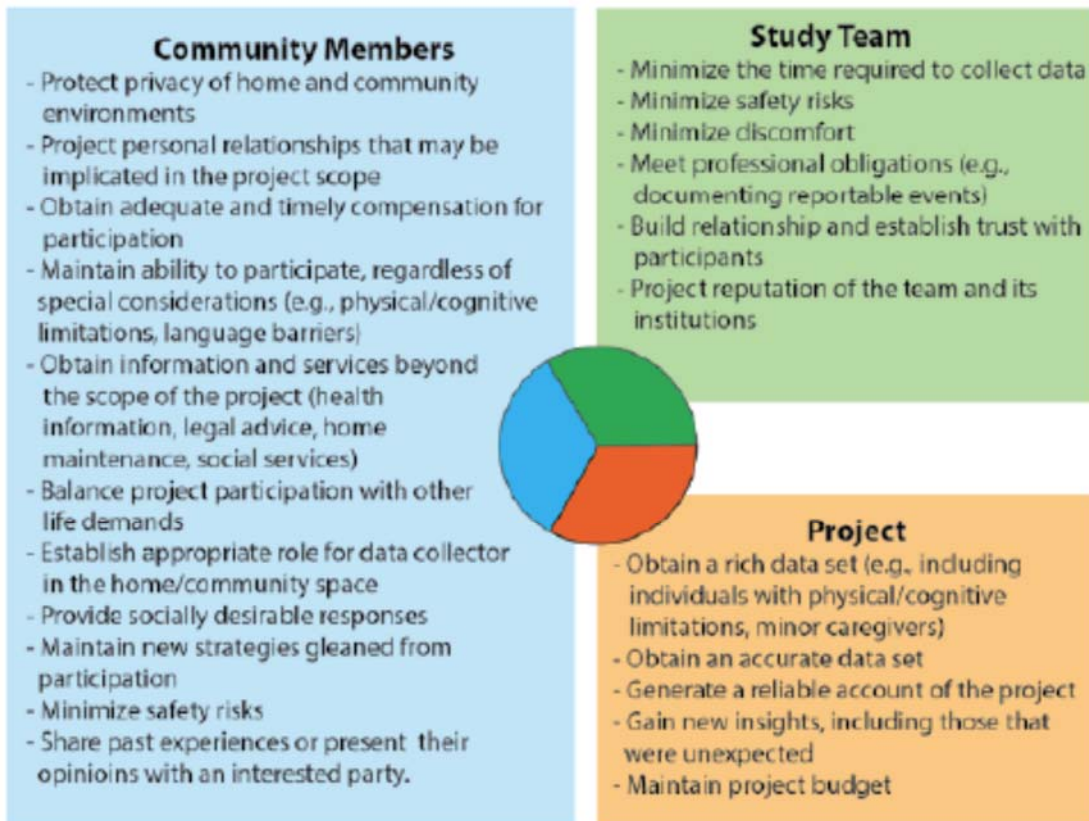 Community Members
- Protect privacy of home and community
environments
- Project personal relationships that may be
implicated in the project scope
- Obtain adequate and timely compensation for
participation
- Maintain ability to participate, regardless of
special considerations (e.g., physical/cognitive
limitations, language barriers)
- Obtain information and services beyond
the scope of the project (health
information, legal advice, home
maintenance, social services)
- Balance project participation with other
life demands
- Establish appropriate role for data collector
in the home/community space
- Provide socially desirable responses
- Maintain new strategies gleaned from
participation
- Minimize safety risks
- Share past experiences or present their
opinioins with an interested party.
Study Team
- Minimize the time required to collect data
- Minimize safety risks
- Minimize discomfort
- Meet professional obligations (e.g.,
documenting reportable events)
- Build relationship and establish trust with
participants
- Project reputation of the team and its
institutions
Project
- Obtain a rich data set (e.g., including
individuals with physical/cognitive
limitations, minor caregivers)
- Obtain an accurate data set
- Generate a reliable account of the project
- Gain new insights, including those that
were unexpected
- Maintain project budget